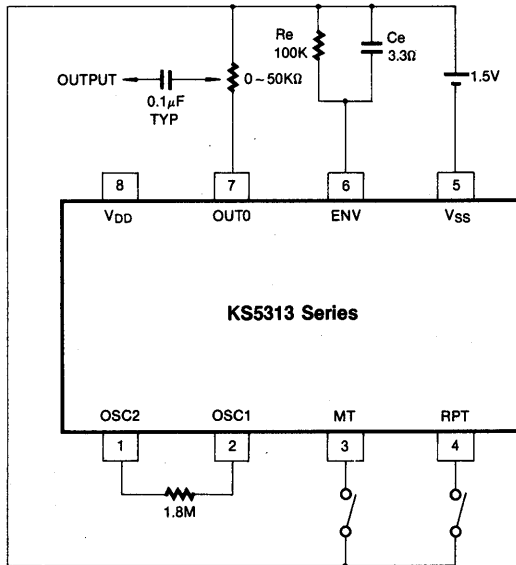 Re
100K
Ce
3.3Ω
OUTPUT
0.1μF
TYP
0~50KΩ
1.5V
8
7
6
5
VDD
OUT0
ENV
VSS
KS5313 Series
OSC2
OSC1
MT
RPT
1
2
3
4
1.8M